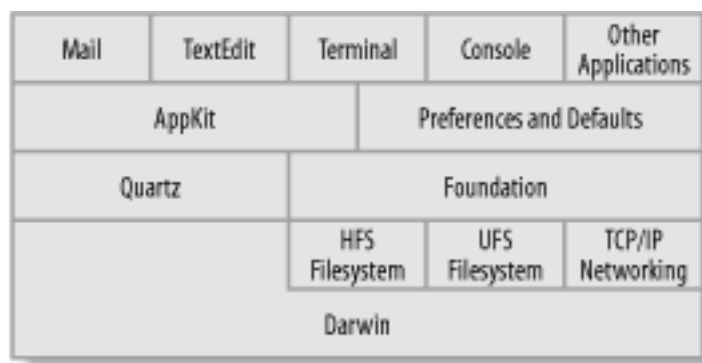 Mail
TextEdit
Terminal
Console
Other
Applications
AppKit
Preferences and Defaults
Quartz
Foundation
HFS
Filesystem
UFS
Filesystem
TCP/IP
Networking
Darwin